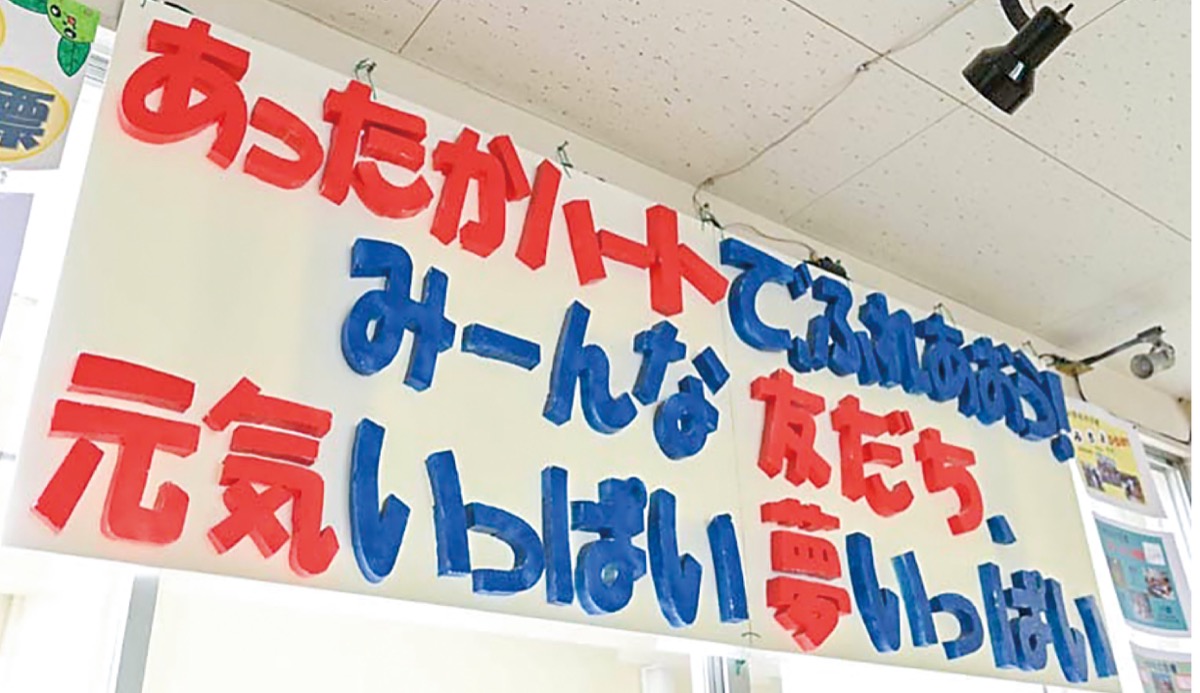 あったかハートでふれあおう!
みーんな友だち、
元気いっぱい夢いっぱい